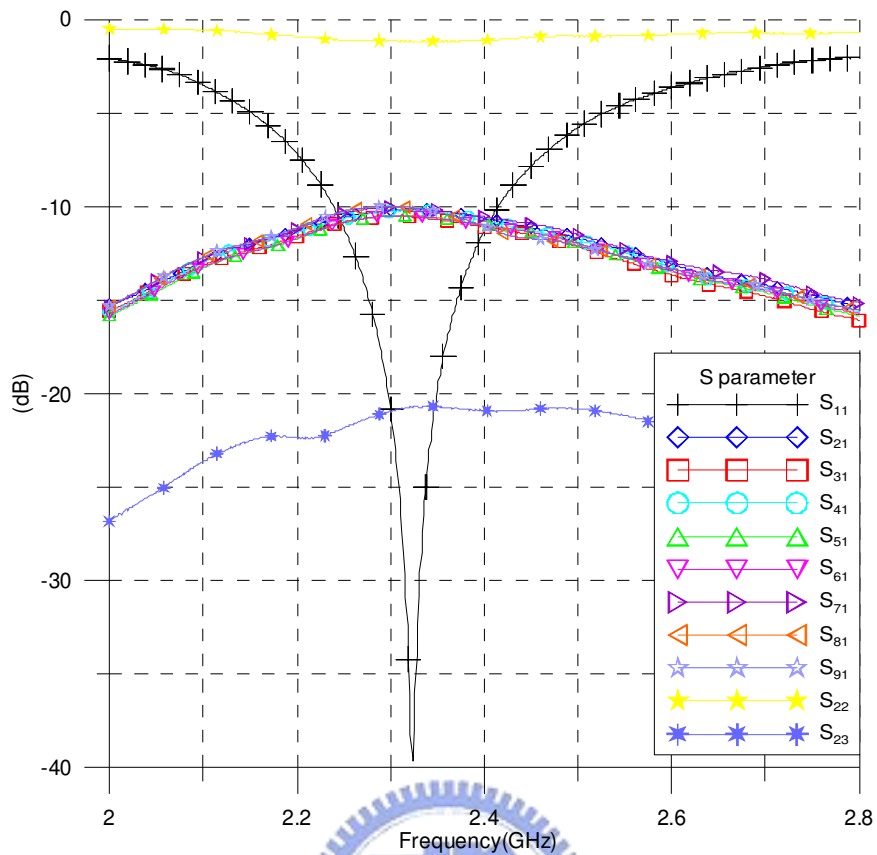 0
-10
-20
-30
-40
(dB)
S parameter
S₁₁
S₂₁
S₃₁
S₄₁
S₅₁
S₆₁
S₇₁
S₈₁
S₉₁
S₂₂
S₂₃
2 2.2 2.4 2.6 2.8
Frequency(GHz)